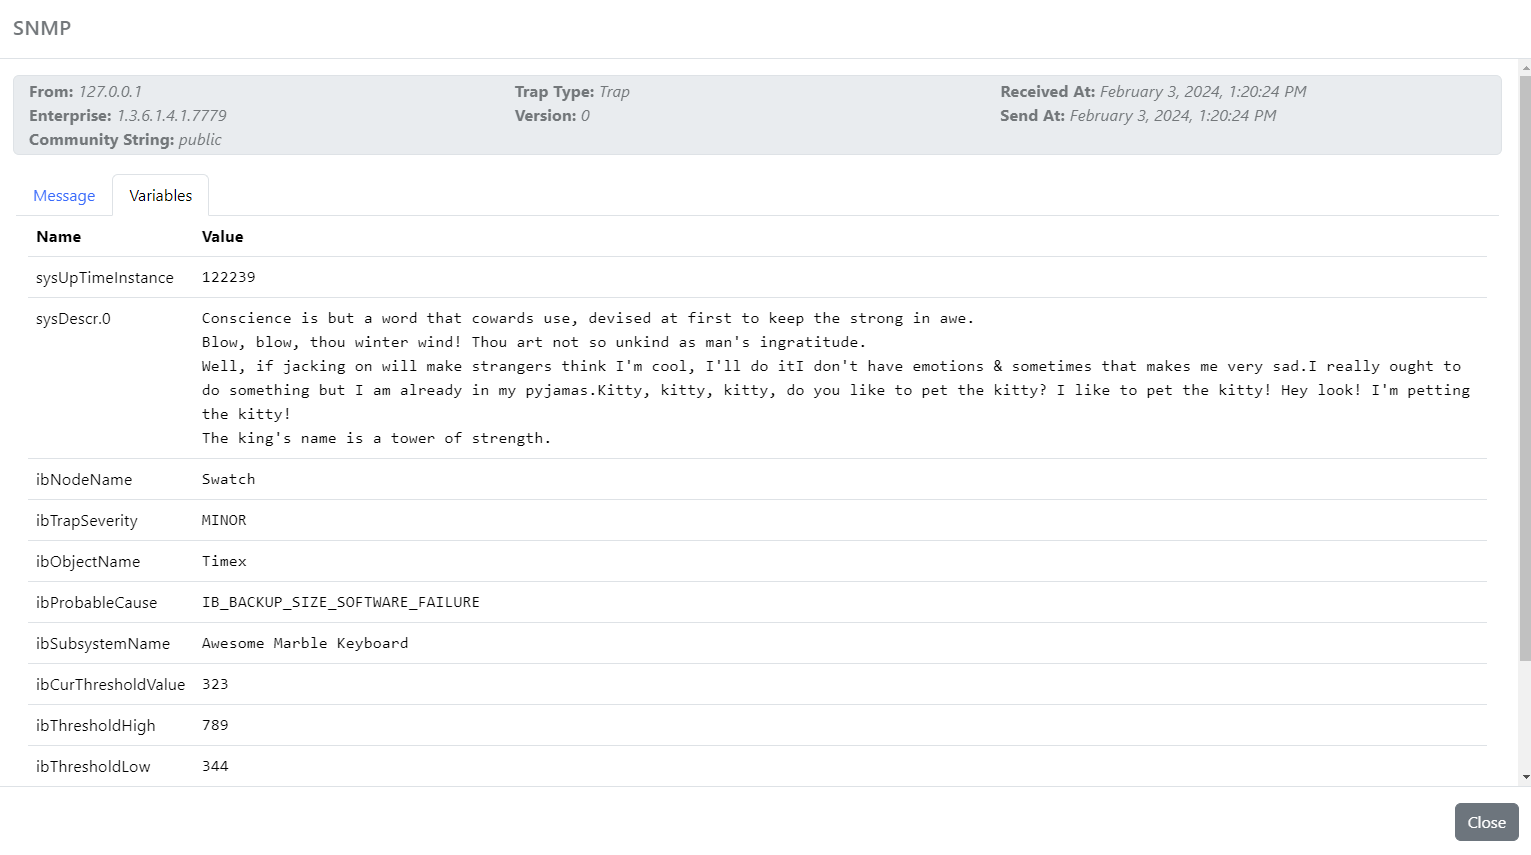 SNMP
From: 127.0.0.1
Trap Type: Trap
Received At: February 3, 2024, 1:20:24 PM
Enterprise: 1.3.6.1.4.1.7779
Version: 0
Send At: February 3, 2024, 1:20:24 PM
Community String: public
Message
Variables
Name
Value
sysUpTimeInstance
122239
sysDescr.0
Conscience is but a word that cowards use, devised at first to keep the strong in awe.
Blow, blow, thou winter wind! Thou art not so unkind as man's ingratitude.
Well, if jacking on will make strangers think I'm cool, I'll do itI don't have emotions & sometimes that makes me very sad.I really ought to
do something but I am already in my pyjamas.Kitty, kitty, kitty, do you like to pet the kitty? I like to pet the kitty! Hey look! I'm petting
the kitty!
The king's name is a tower of strength.
ibNodeName
Swatch
ibTrapSeverity
MINOR
ibObjectName
Timex
ibProbableCause
IB_BACKUP_SIZE_SOFTWARE_FAILURE
ibSubsystemName
Awesome Marble Keyboard
ibCurThresholdValue
323
ibThresholdHigh
789
ibThresholdLow
344
Close